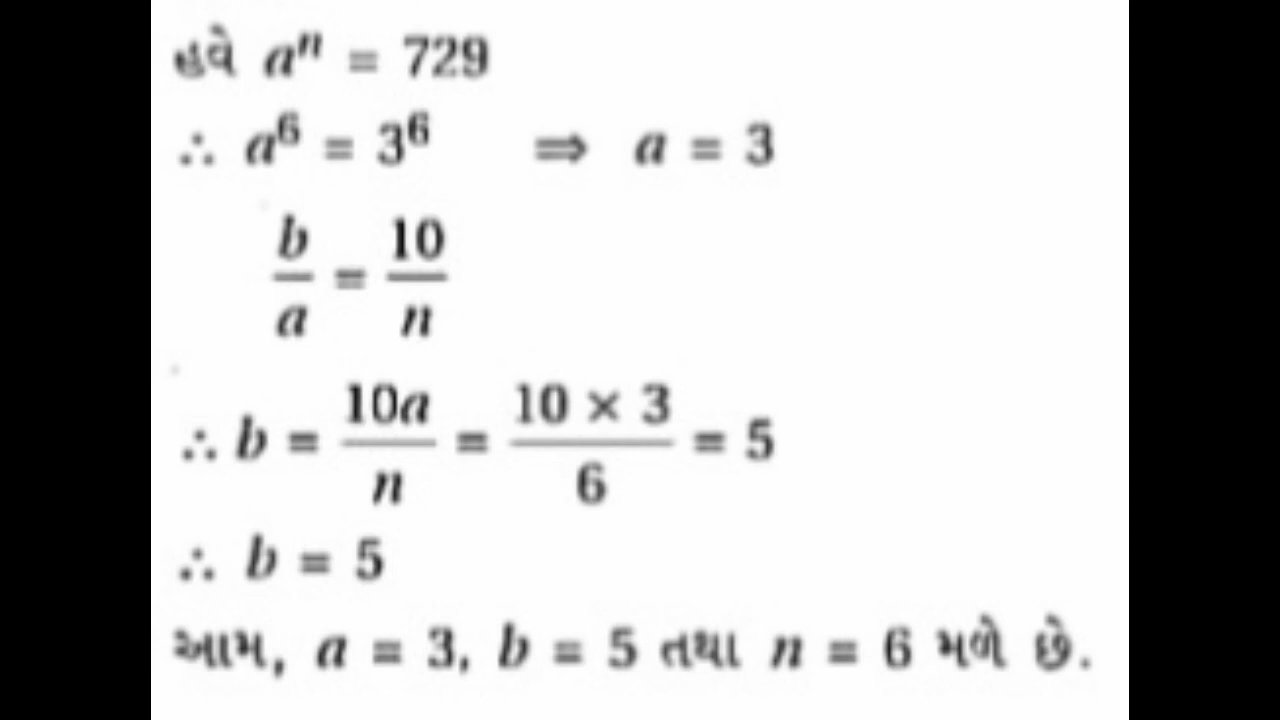 હવે aⁿ = 729
∴ a⁶ = 3⁶ ⇒ a = 3
b/a = 10/n
∴ b = 10a/n = 10 × 3/6 = 5
∴ b = 5
આમ, a = 3, b = 5 તથા n = 6 મળે છે.